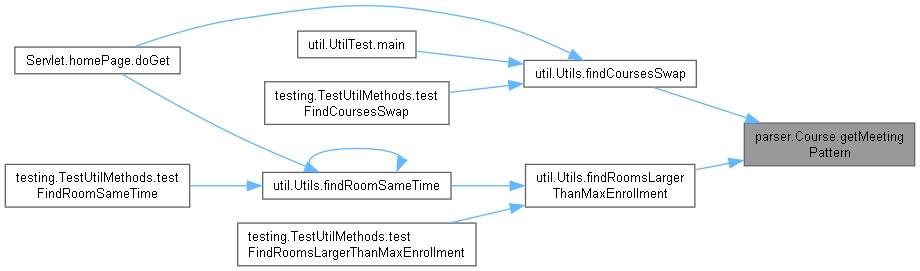 util.UtilTest.main
Servlet.homePage.doGet
util.Utils.findCoursesSwap
testing.TestUtilMethods.test
FindCoursesSwap
parser.Course.getMeeting
Pattern
testing.TestUtilMethods.test
FindRoomSameTime
util.Utils.findRoomSameTime
util.Utils.findRoomsLarger
ThanMaxEnrollment
testing.TestUtilMethods.test
FindRoomsLargerThanMaxEnrollment